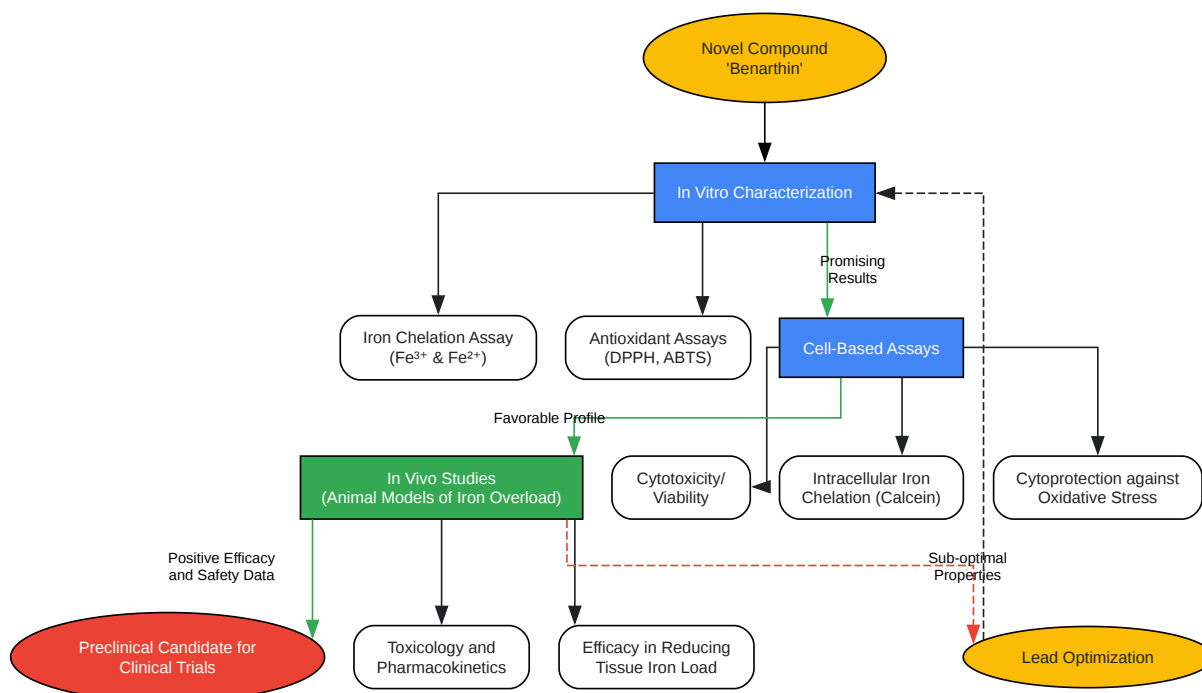 Novel Compound
'Benarthin'
In Vitro Characterization
Promising
Results
Iron Chelation Assay
(Fe³⁺ & Fe²⁺)
Antioxidant Assays
(DPPH, ABTS)
Cell-Based Assays
Favorable Profile
In Vivo Studies
(Animal Models of Iron Overload)
Cytotoxicity/
Viability
Intracellular Iron
Chelation (Calcein)
Cytoprotection against
Oxidative Stress
Positive Efficacy
and Safety Data
Sub-optimal
Properties
Preclinical Candidate for
Clinical Trials
Toxicology and
Pharmacokinetics
Efficacy in Reducing
Tissue Iron Load
Lead Optimization